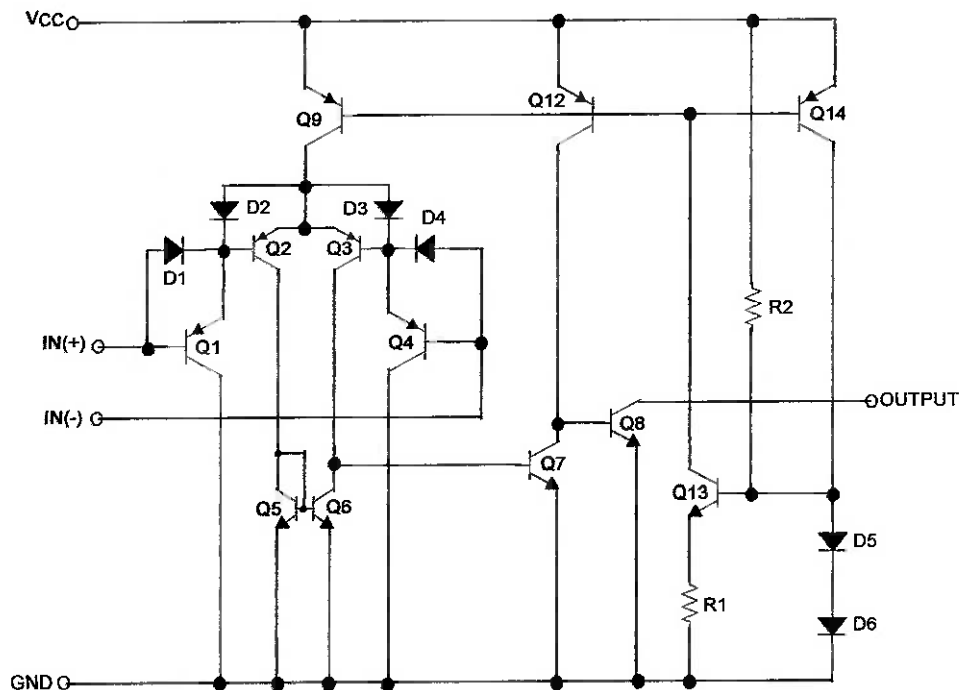 VCC
Q9
Q12
Q14
D2
D3
D4
Q2
Q3
D1
R2
IN(+)
Q1
Q4
OUTPUT
IN(-)
Q8
Q7
Q13
Q5
Q6
D5
R1
D6
GND